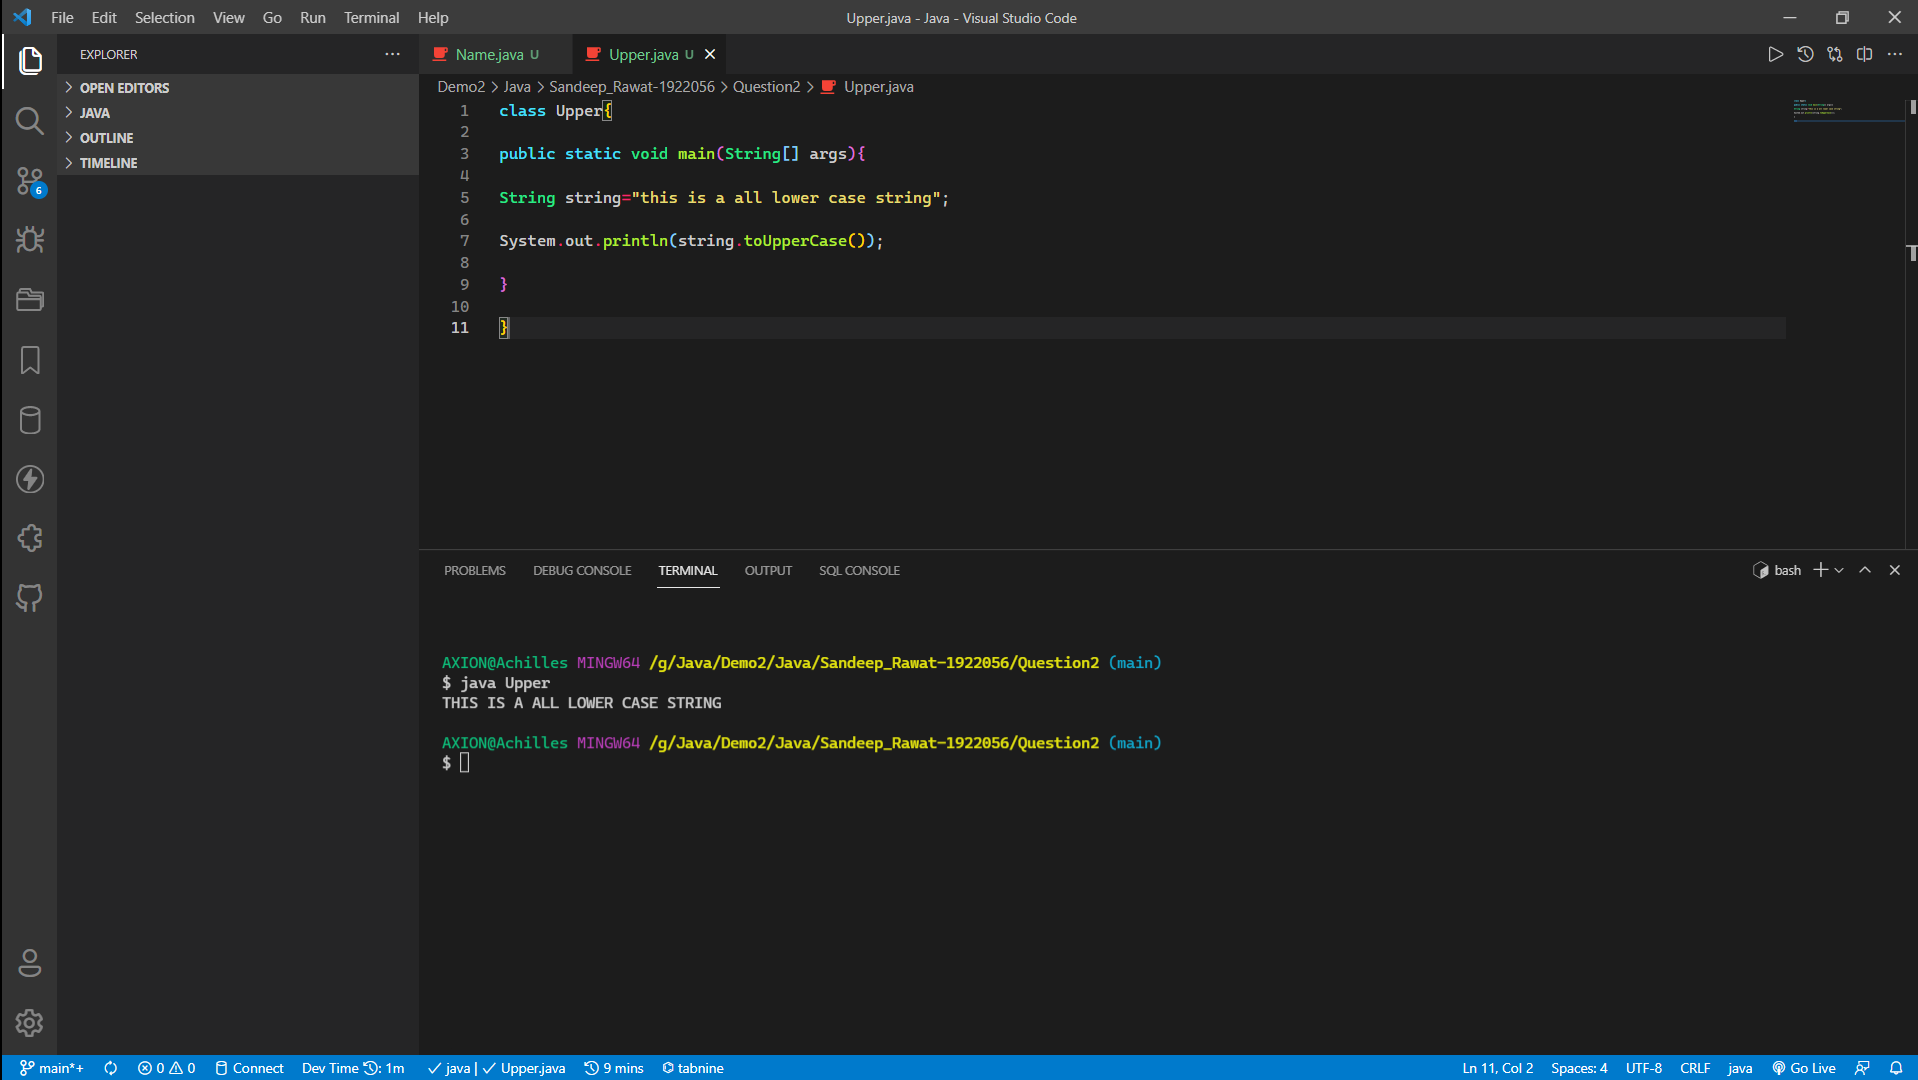 File Edit Selection View Go Run Terminal Help
Upper.java - Java - Visual Studio Code
EXPLORER
OPEN EDITORS
JAVA
OUTLINE
TIMELINE
6
Name.java U
Upper.java U
Demo2 > Java > Sandeep_Rawat-1922056 > Question2 > Upper.java
1 class Upper{
2
3 public static void main(String[] args){
4
5 String string="this is a all lower case string";
6
7 System.out.println(string.toUpperCase());
8
9 }
10
11 }
PROBLEMS DEBUG CONSOLE TERMINAL OUTPUT SQL CONSOLE
bash
AXION@Achilles MINGW64 /g/Java/Demo2/Java/Sandeep_Rawat-1922056/Question2 (main)
$ java Upper
THIS IS A ALL LOWER CASE STRING
AXION@Achilles MINGW64 /g/Java/Demo2/Java/Sandeep_Rawat-1922056/Question2 (main)
$
main*+ 0 0 Connect Dev Time : 1m java | Upper.java 9 mins tabnine Ln 11, Col 2 Spaces: 4 UTF-8 CRLF java Go Live